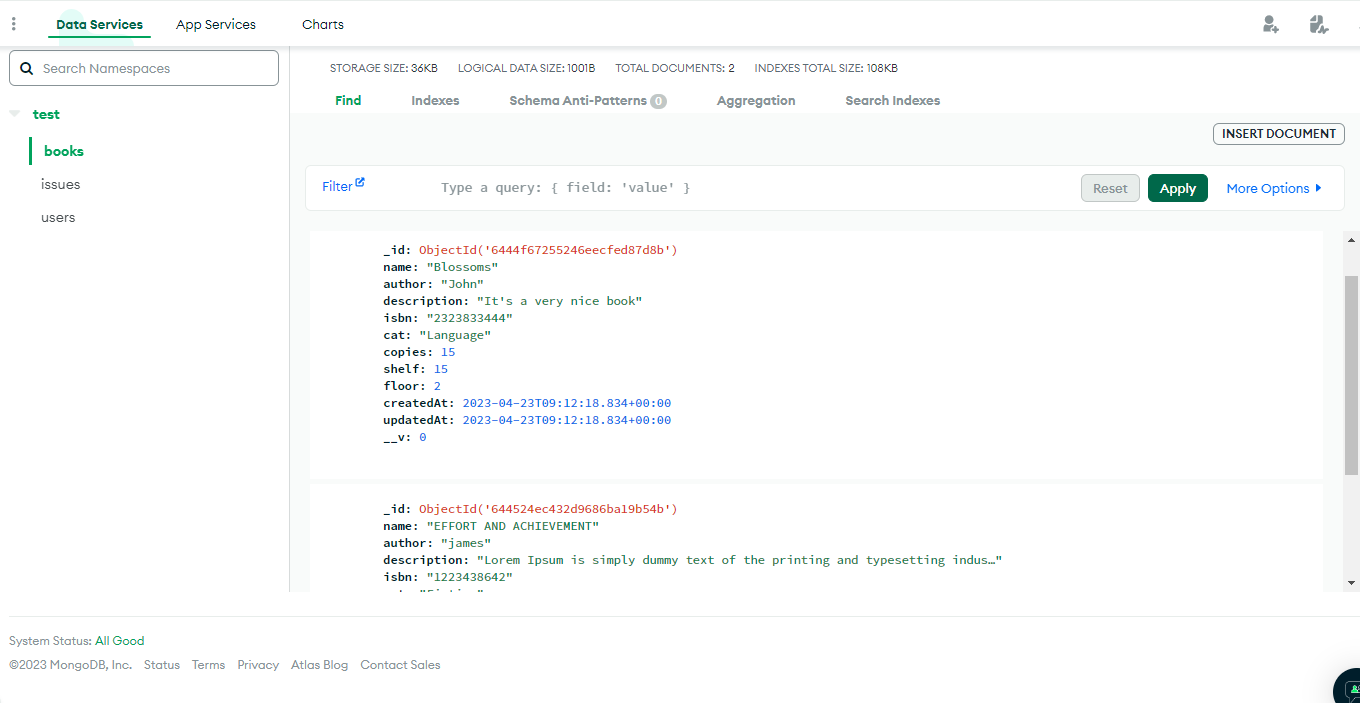 Data Services App Services Charts
Search Namespaces
test
books
issues
users
STORAGE SIZE: 36KB LOGICAL DATA SIZE: 1001B TOTAL DOCUMENTS: 2 INDEXES TOTAL SIZE: 108KB
Find Indexes Schema Anti-Patterns 0 Aggregation Search Indexes
INSERT DOCUMENT
Filter Type a query: { field: 'value' } Reset Apply More Options
_id: ObjectId('6444f67255246eecfed87d8b')
name: "Blossoms"
author: "John"
description: "It's a very nice book"
isbn: "2323833444"
cat: "Language"
copies: 15
shelf: 15
floor: 2
createdAt: 2023-04-23T09:12:18.834+00:00
updatedAt: 2023-04-23T09:12:18.834+00:00
__v: 0
_id: ObjectId('644524ec432d9686ba19b54b')
name: "EFFORT AND ACHIEVEMENT"
author: "james"
description: "Lorem Ipsum is simply dummy text of the printing and typesetting indus…"
isbn: "1223438642"
System Status: All Good
©2023 MongoDB, Inc. Status Terms Privacy Atlas Blog Contact Sales